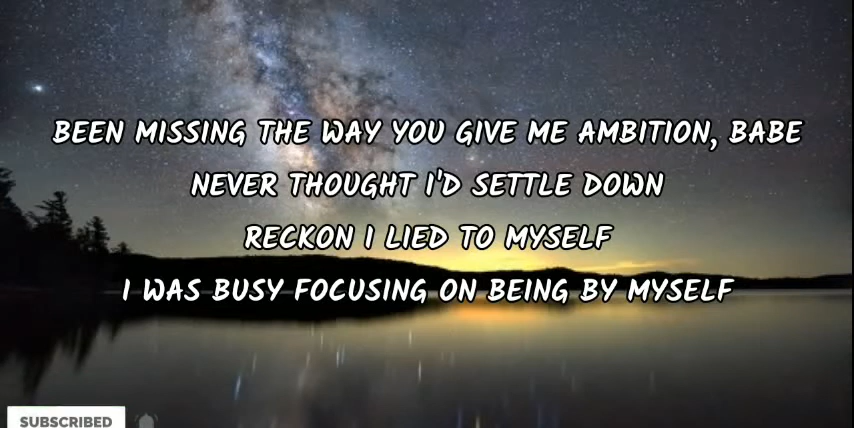 BEEN MISSING THE WAY YOU GIVE ME AMBITION, BABE
NEVER THOUGHT I'D SETTLE DOWN
RECKON I LIED TO MYSELF
I WAS BUSY FOCUSING ON BEING BY MYSELF
SUBSCRIBED